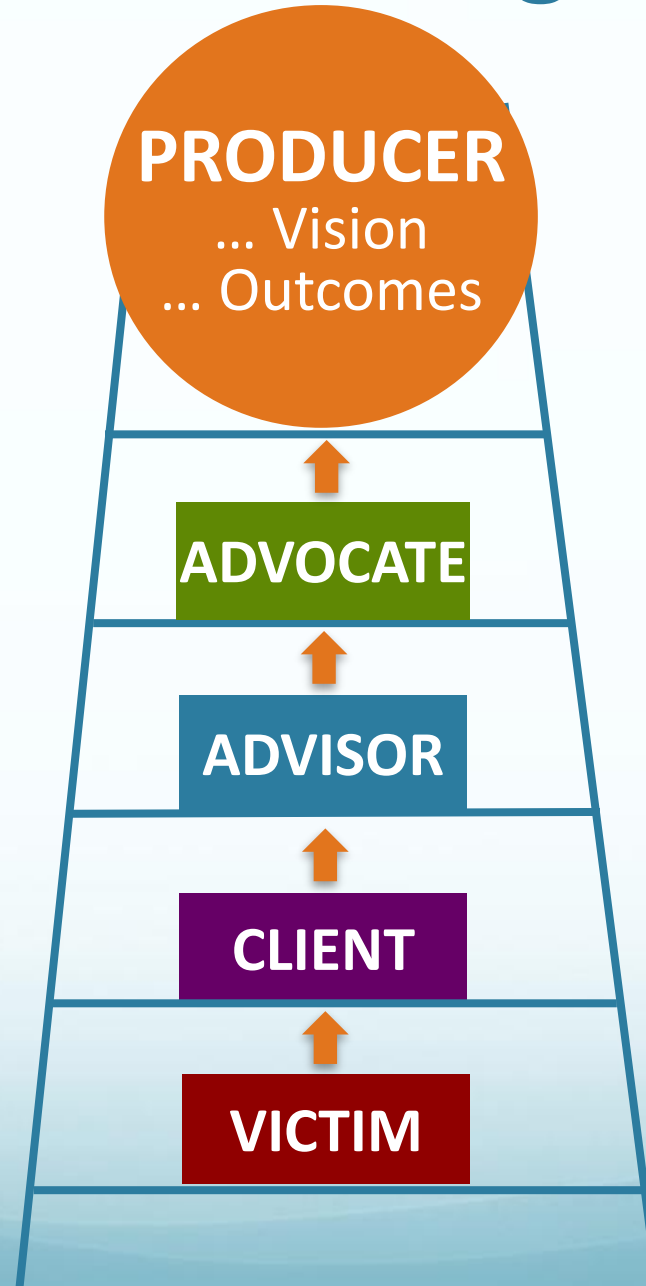 PRODUCER
… Vision
… Outcomes
ADVOCATE
ADVISOR
CLIENT
VICTIM